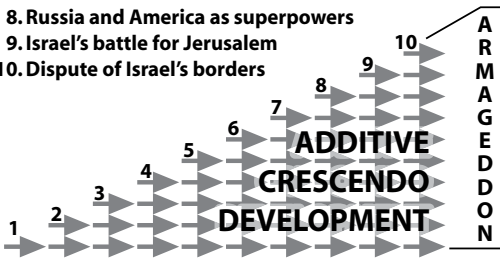 8. Russia and America as superpowers
9. Israel's battle for Jerusalem
10. Dispute of Israel's borders
1
2
3
4
5
6
7
8
9
10
ADDITIVE
CRESCENDO
DEVELOPMENT
A
R
M
A
G
E
D
D
O
N